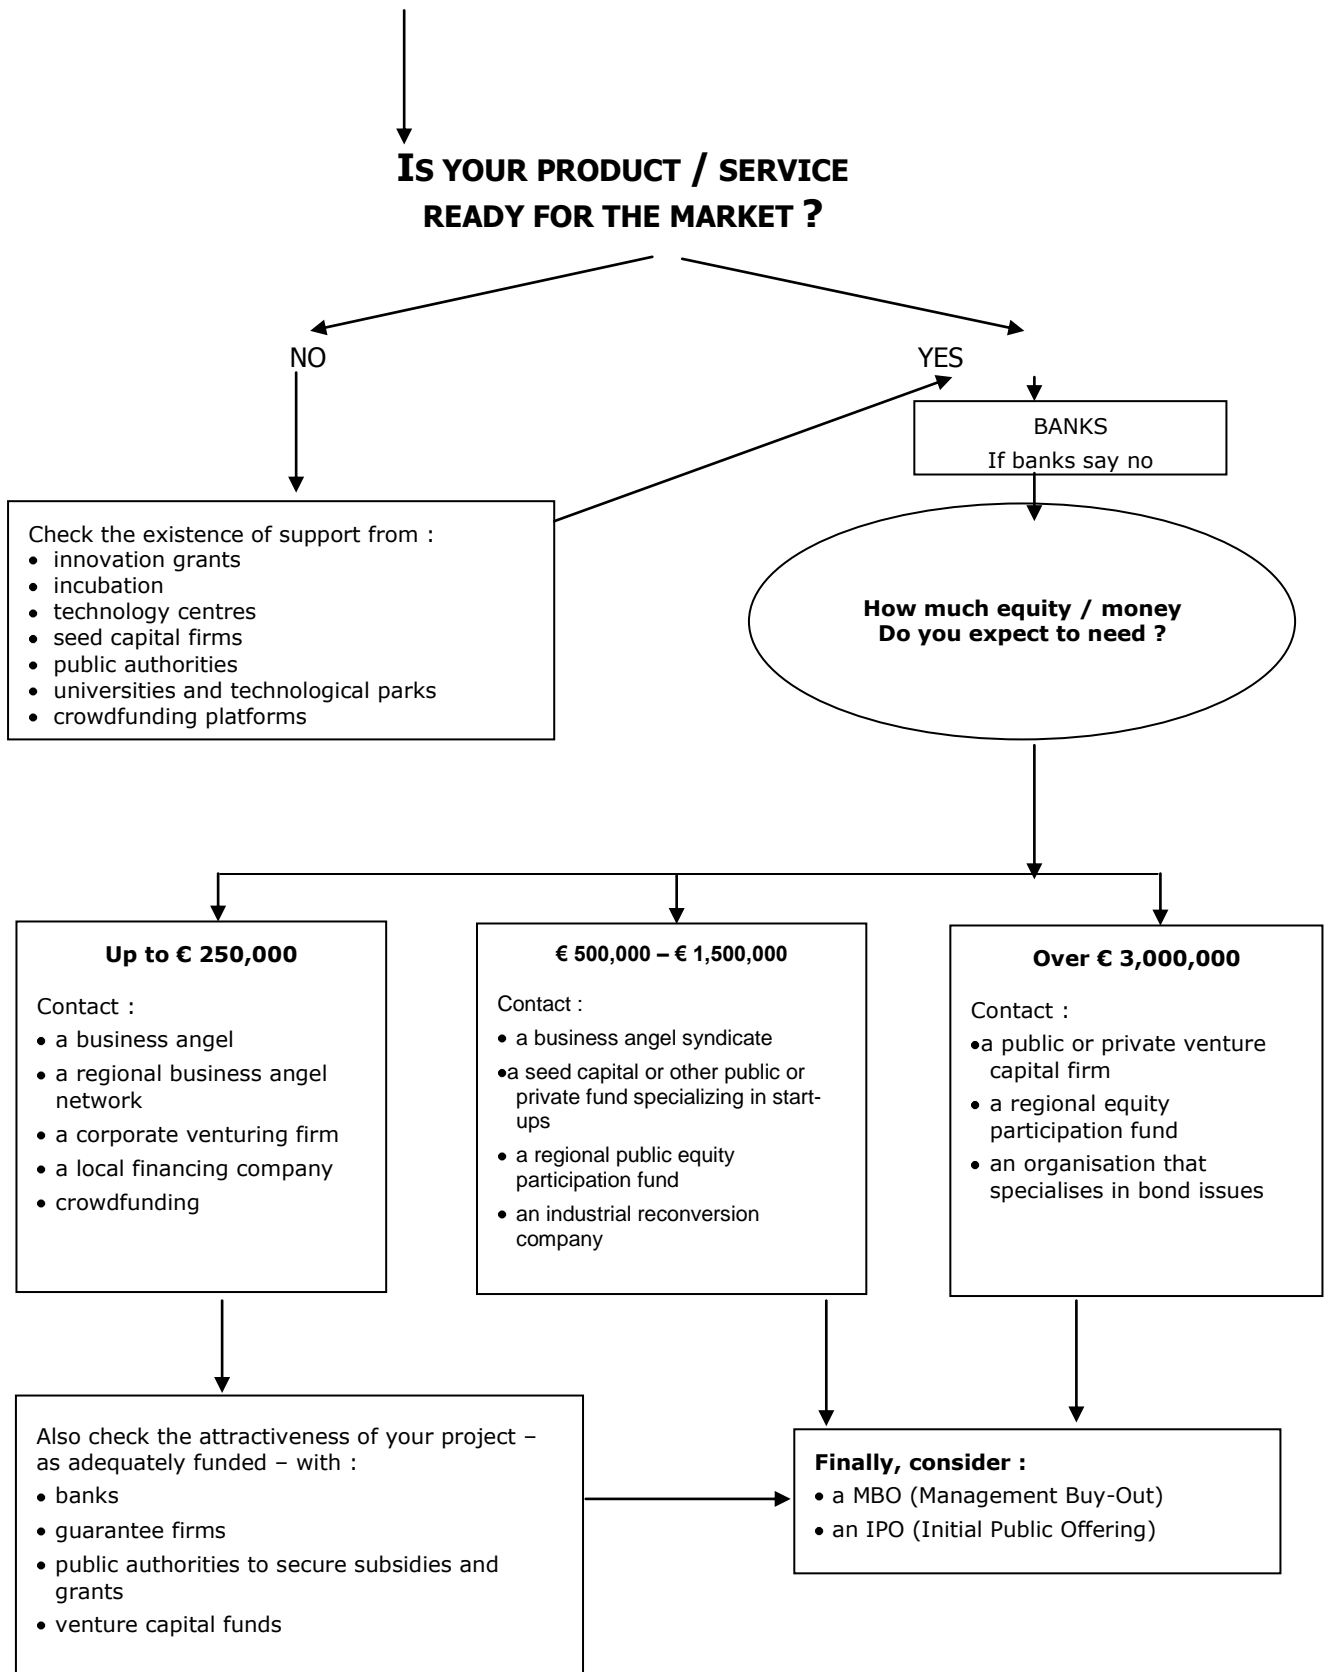 IS YOUR PRODUCT / SERVICE
READY FOR THE MARKET ?
NO
YES
BANKS
If banks say no
Check the existence of support from :
• innovation grants
• incubation
• technology centres
• seed capital firms
• public authorities
• universities and technological parks
• crowdfunding platforms
How much equity / money
Do you expect to need ?
Up to € 250,000
Contact :
• a business angel
• a regional business angel
network
• a corporate venturing firm
• a local financing company
• crowdfunding
€ 500,000 – € 1,500,000
Contact :
• a business angel syndicate
•a seed capital or other public or
private fund specializing in start-
ups
• a regional public equity
participation fund
• an industrial reconversion
company
Over € 3,000,000
Contact :
•a public or private venture
capital firm
• a regional equity
participation fund
• an organisation that
specialises in bond issues
Also check the attractiveness of your project –
as adequately funded – with :
• banks
• guarantee firms
• public authorities to secure subsidies and
grants
• venture capital funds
Finally, consider :
• a MBO (Management Buy-Out)
• an IPO (Initial Public Offering)